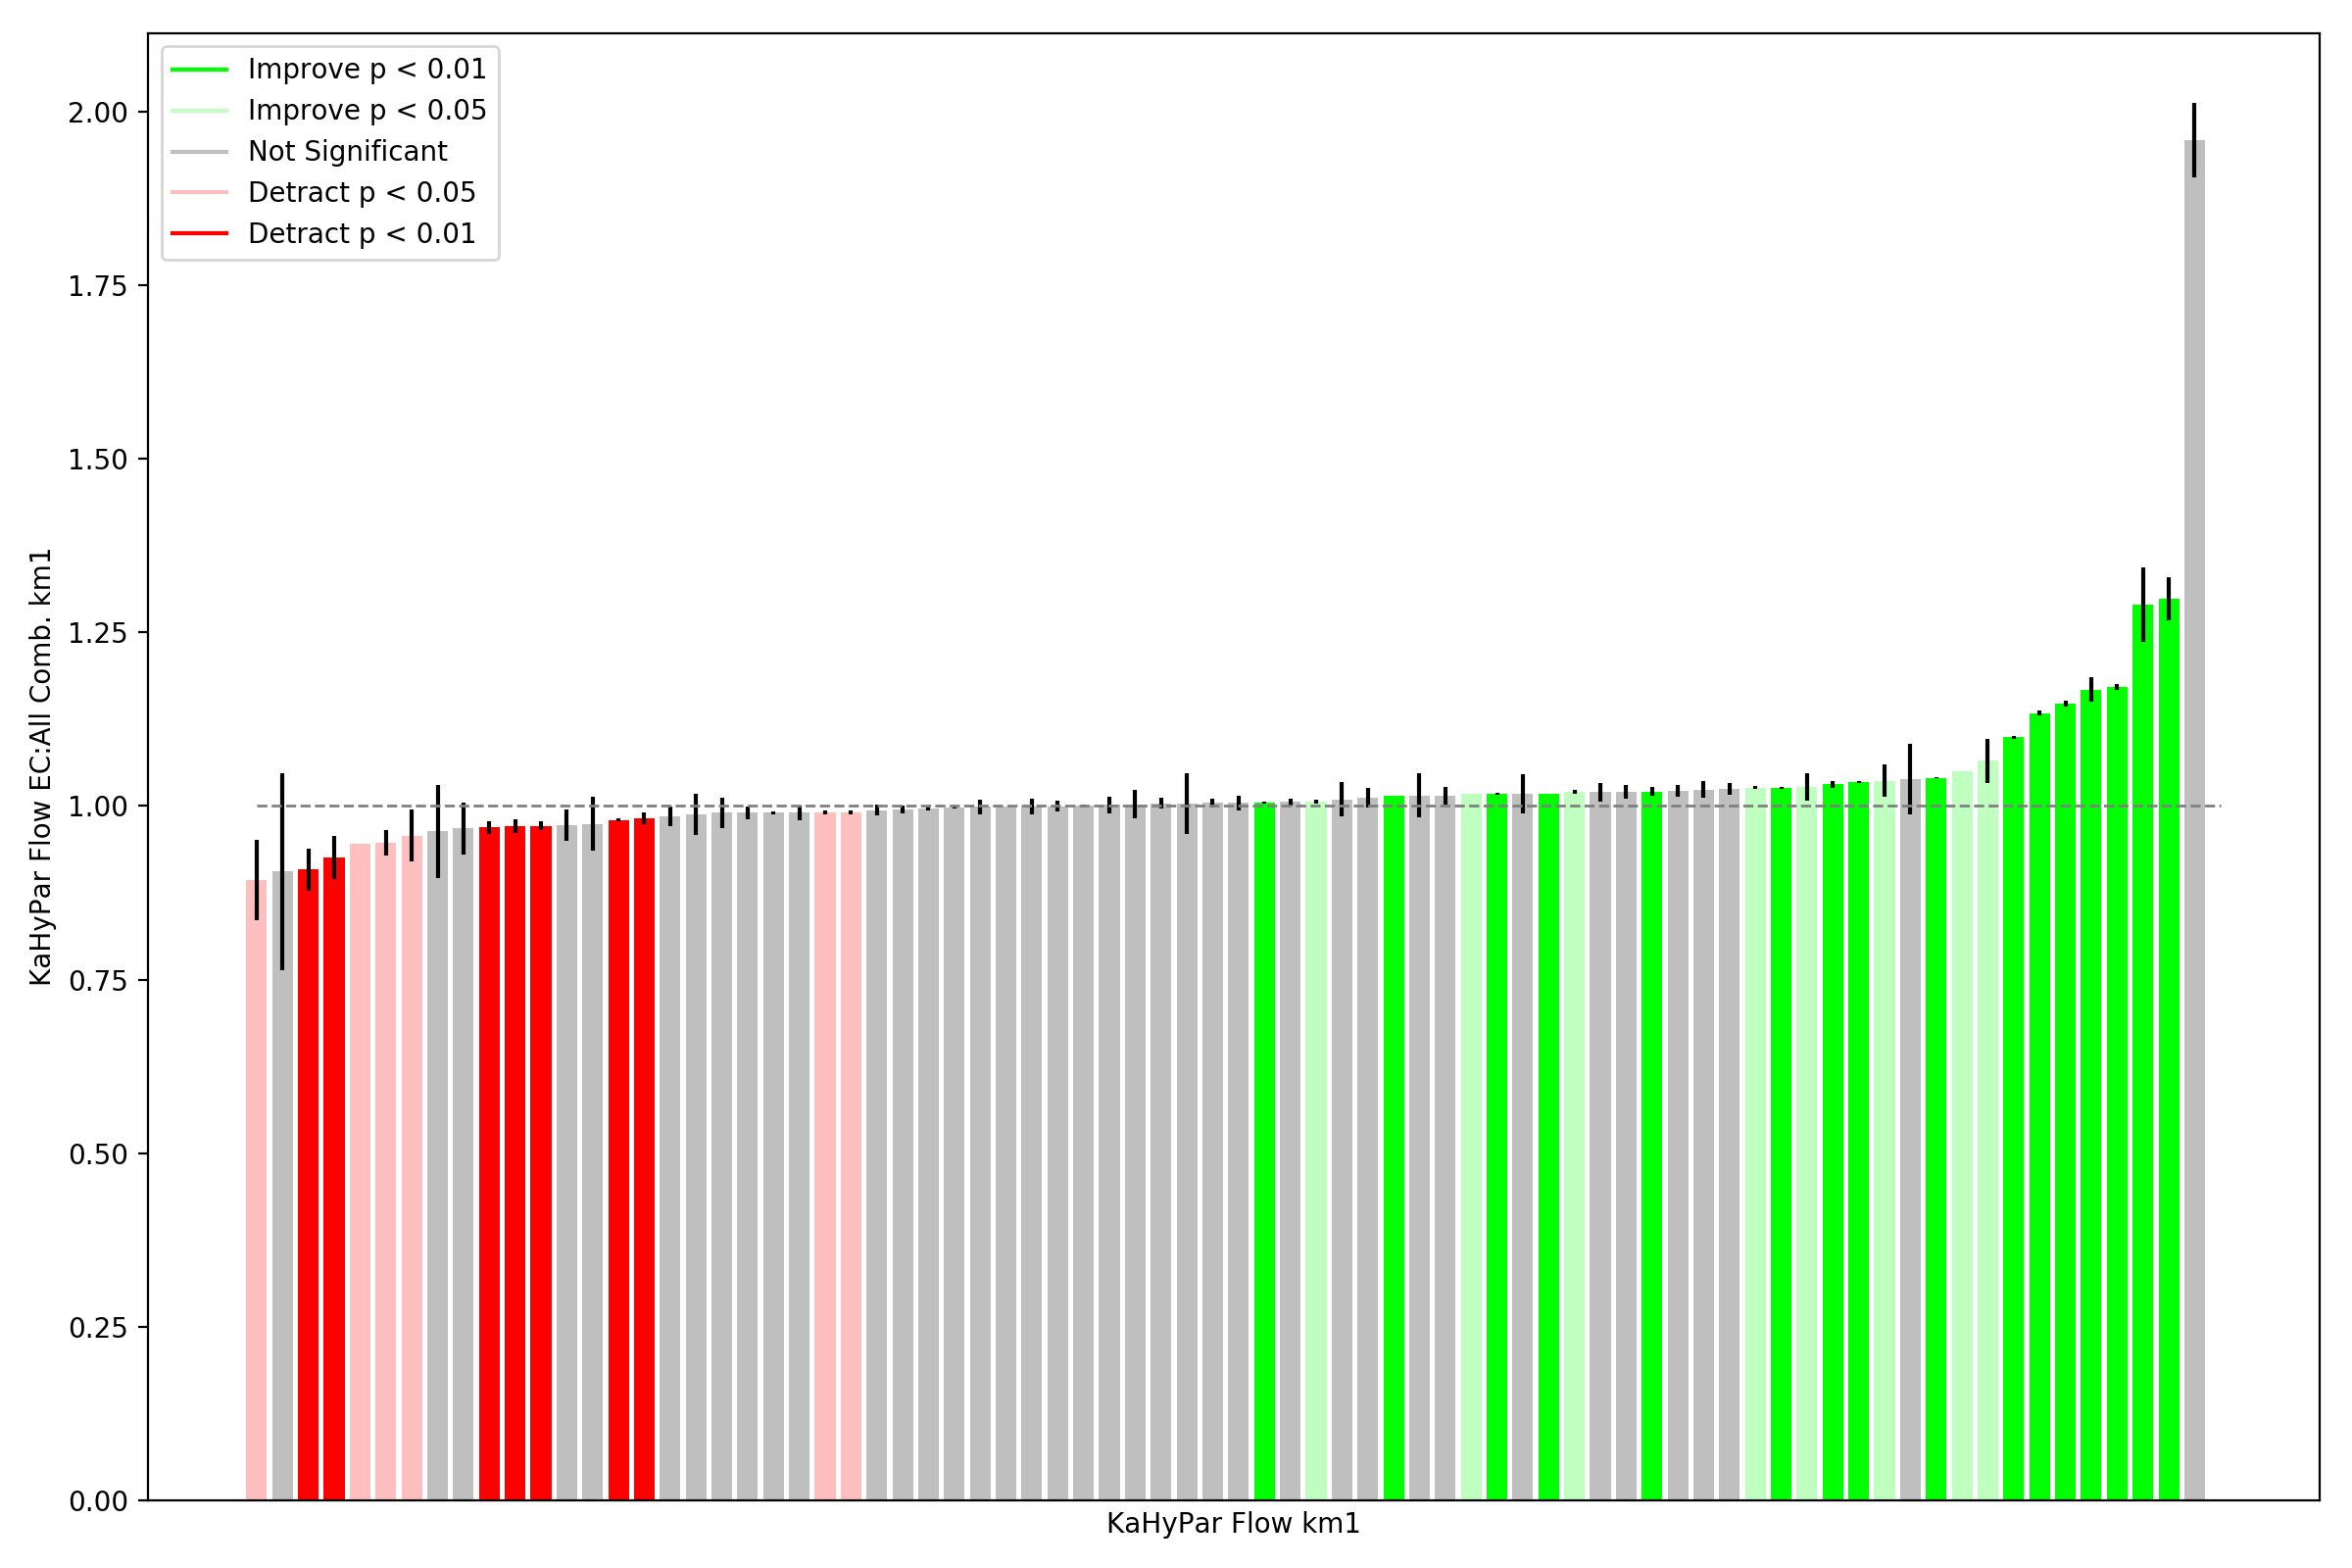 Improve p < 0.01
Improve p < 0.05
Not Significant
Detract p < 0.05
Detract p < 0.01
2.00
1.75
1.50
1.25
1.00
0.75
0.50
0.25
0.00
KaHyPar Flow EC:All Comb. km1
KaHyPar Flow km1